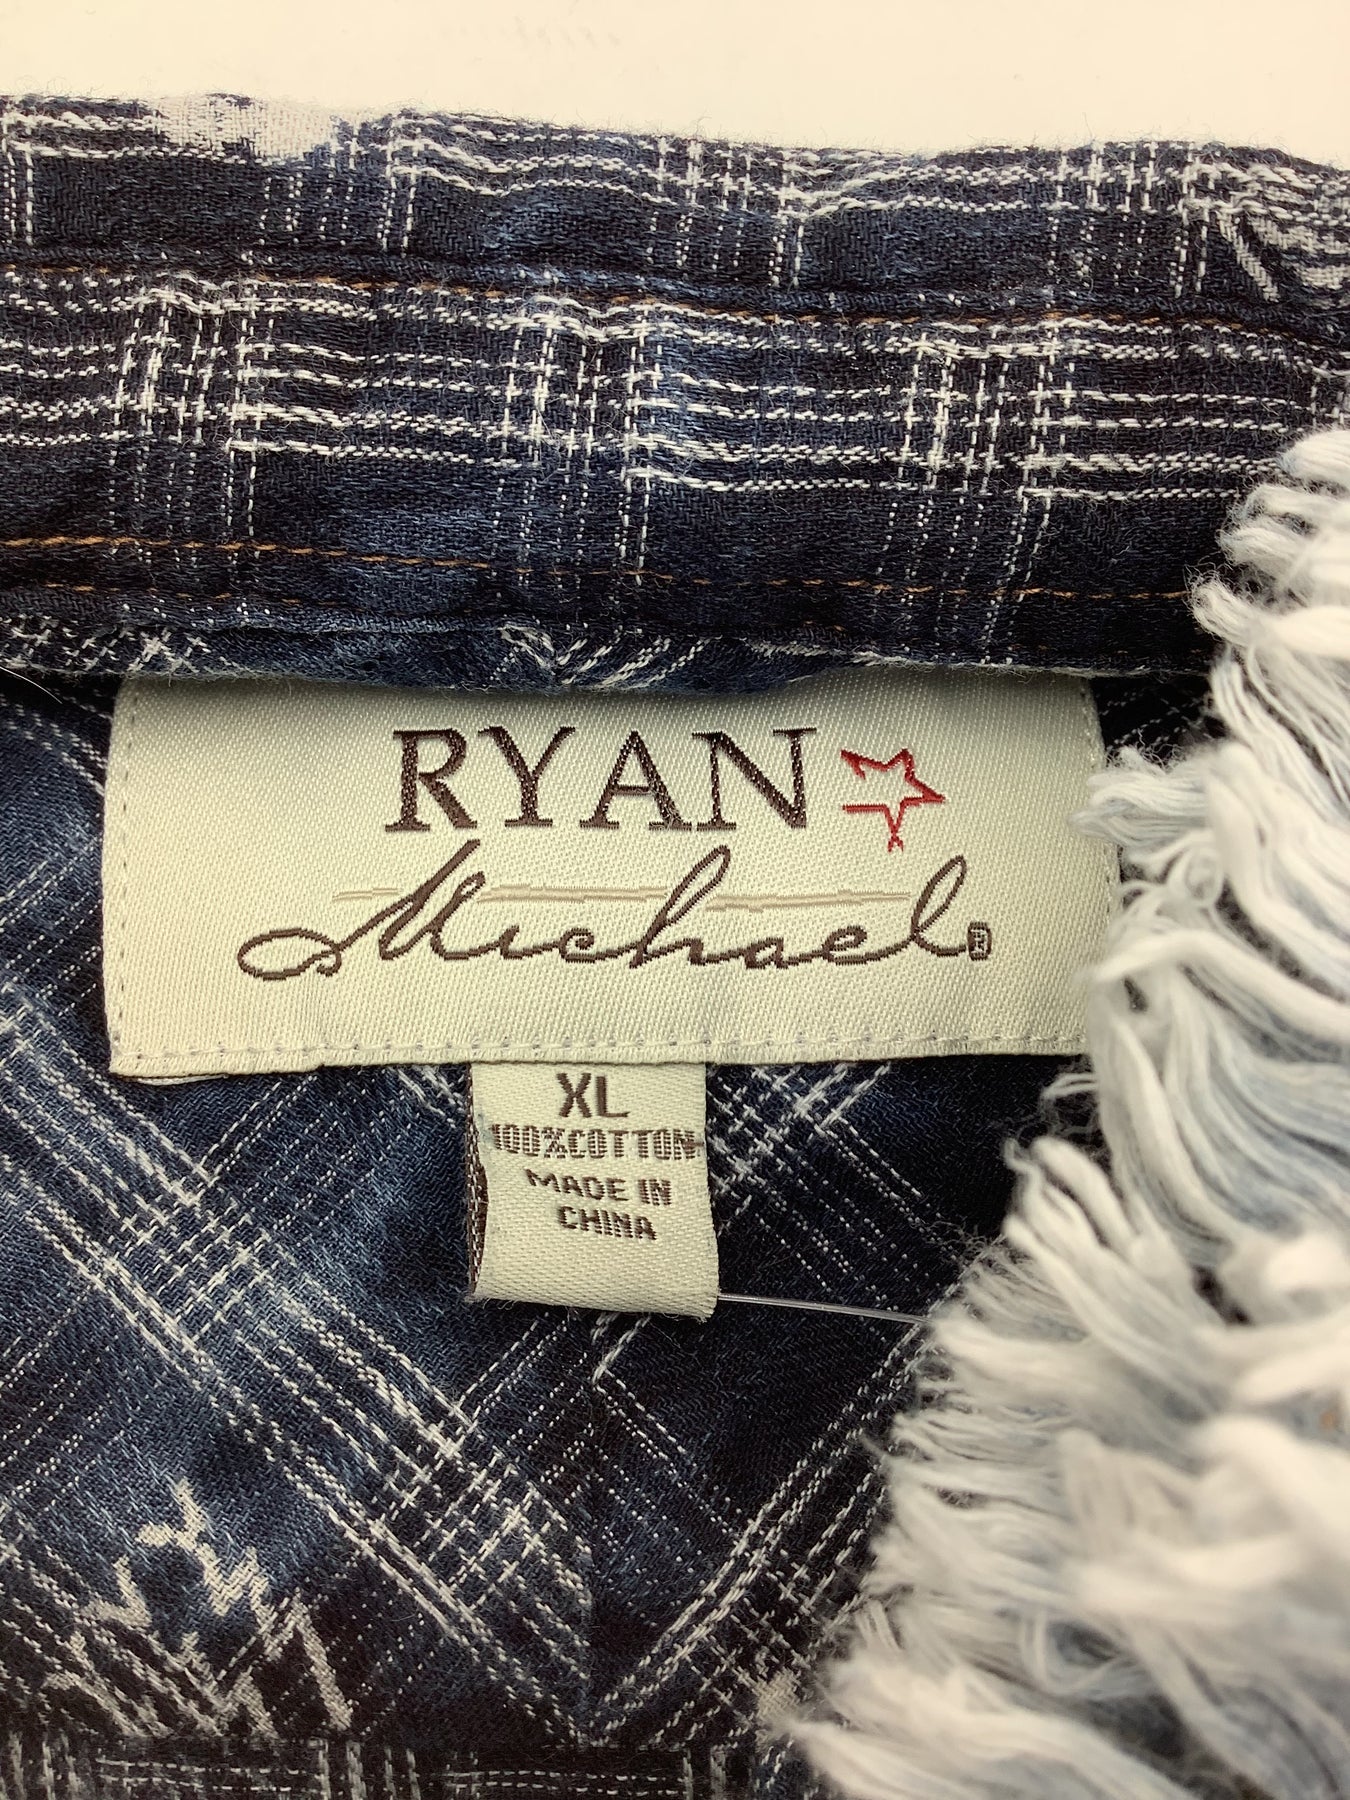 RYAN
Michael®
XL
100% COTTON
MADE IN
CHINA